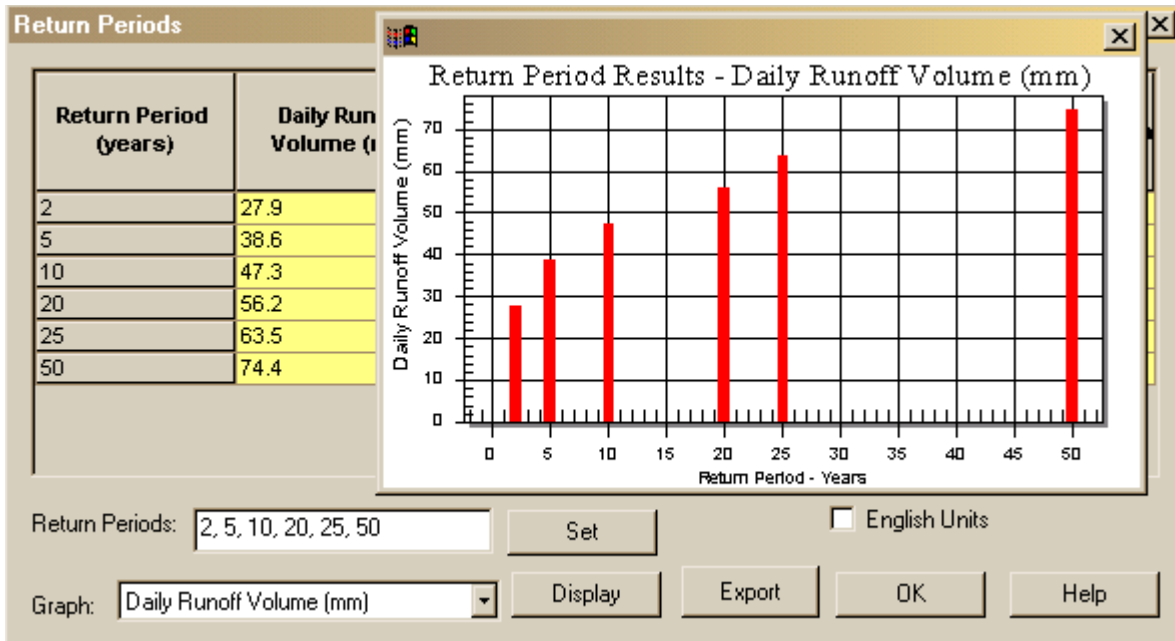 Return Periods
Return Period
(years)
Daily Run
Volume (
2
27.9
5
38.6
10
47.3
20
56.2
25
63.5
50
74.4
Return Period Results - Daily Runoff Volume (mm)
Daily Runoff Volume (mm)
70
60
50
40
30
20
10
0
0 5 10 15 20 25 30 35 40 45 50
Return Period - Years
Return Periods: 2, 5, 10, 20, 25, 50 Set English Units
Graph: Daily Runoff Volume (mm) Display Export OK Help